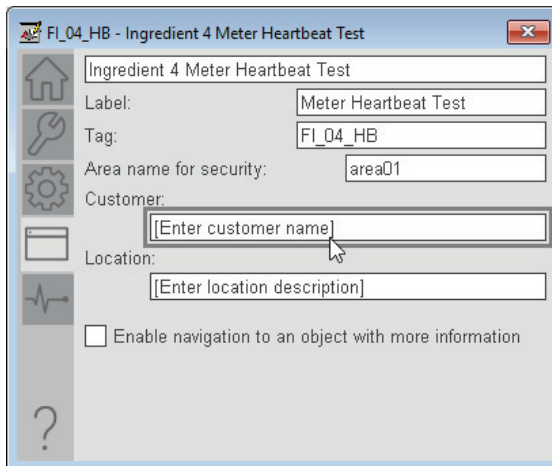 FI_04_HB - Ingredient 4 Meter Heartbeat Test
Ingredient 4 Meter Heartbeat Test
Label: Meter Heartbeat Test
Tag: FI_04_HB
Area name for security: area01
Customer:
[Enter customer name]
Location:
[Enter location description]
Enable navigation to an object with more information
?